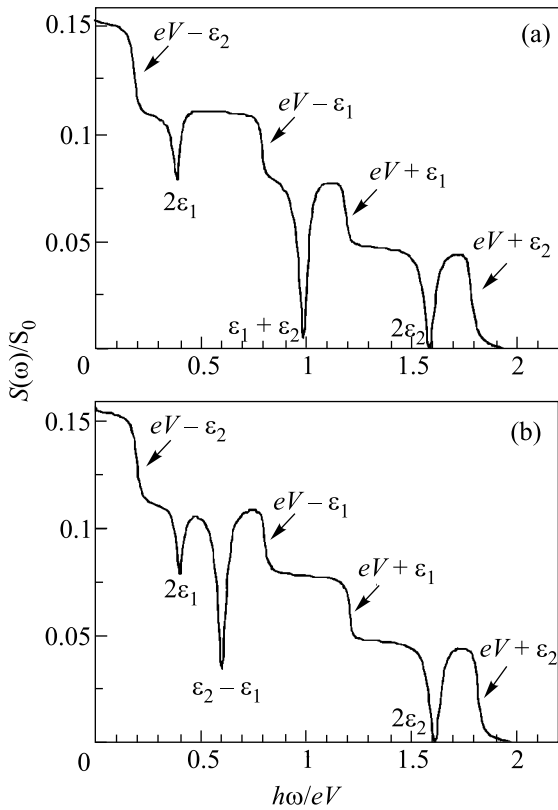 0.15
(a)
eV – ε₂
eV – ε₁
0.1
2ε₁
eV + ε₁
0.05
eV + ε₂
ε₁ + ε₂
2ε₂
0
0.5
1
1.5
2
S(ω)/S₀
0.15
(b)
eV – ε₂
eV – ε₁
0.1
2ε₁
eV + ε₁
0.05
ε₂ – ε₁
2ε₂
eV + ε₂
0
0.5
1
1.5
2
hω/eV